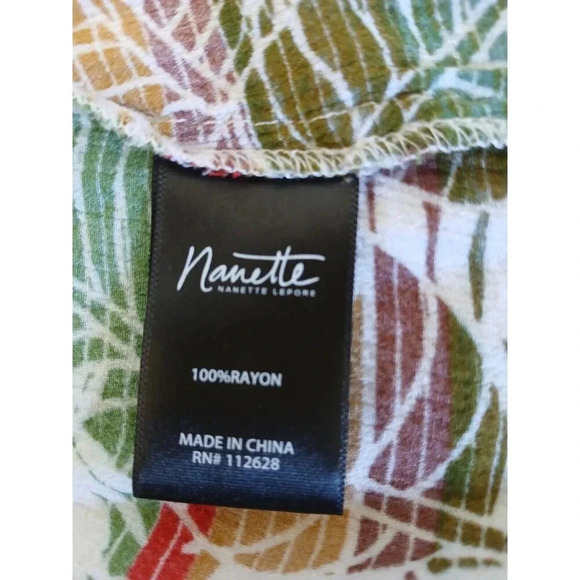 Nanette
NANETTE LEPORE
100%RAYON
MADE IN CHINA
RN# 112628